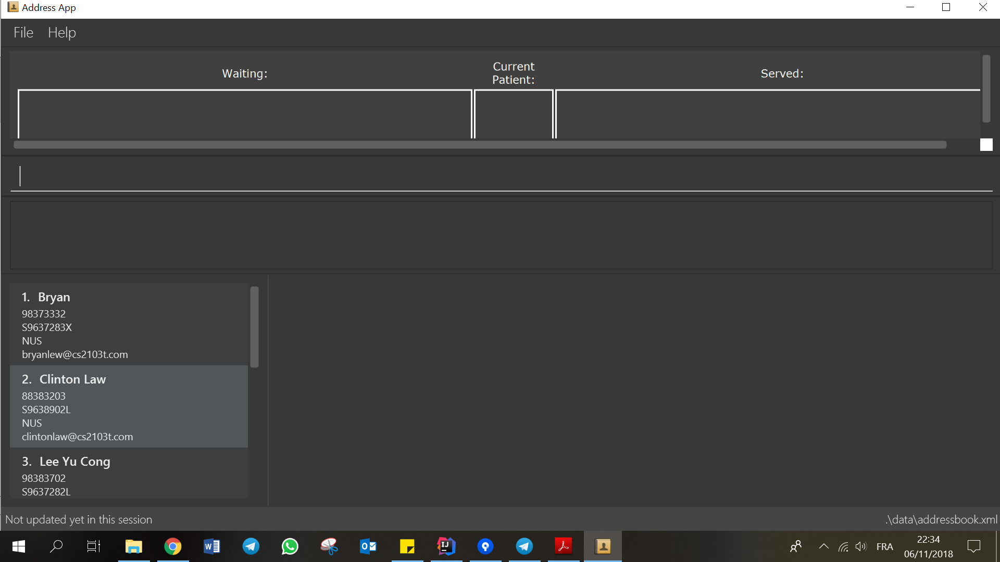 Address App
File Help
Waiting:
Current
Patient:
Served:
1. Bryan
98373332
S9637283X
NUS
bryanlew@cs2103t.com
2. Clinton Law
88383203
S9638902L
NUS
clintonlaw@cs2103t.com
3. Lee Yu Cong
98383702
S9637282L
Not updated yet in this session
.\data\addressbook.xml
FRA
22:34
06/11/2018